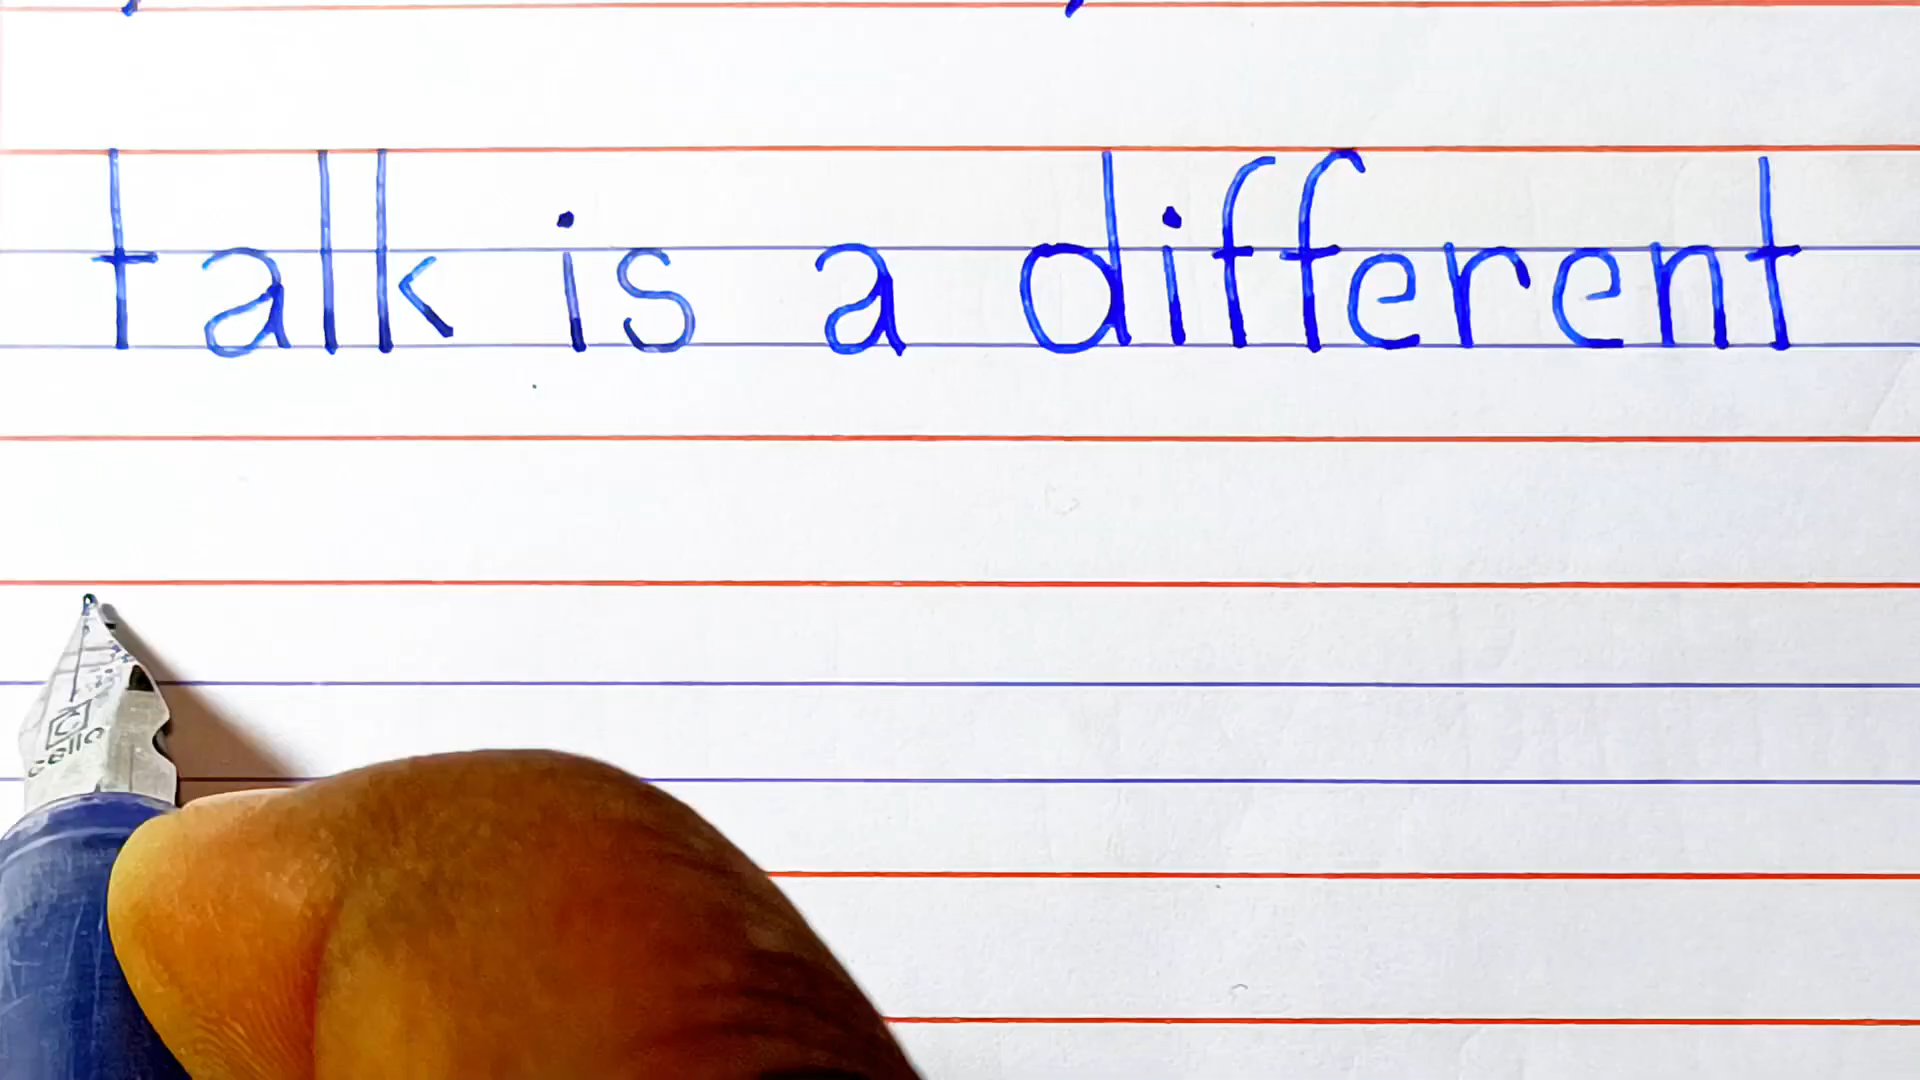 talk is a different